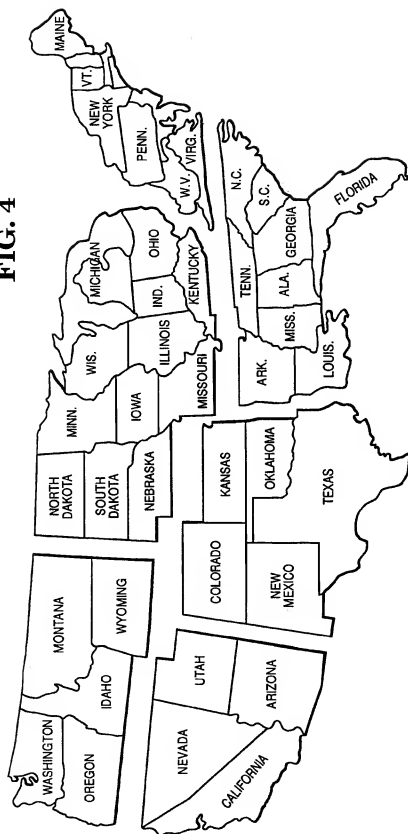 FIG. 4
WASHINGTON
OREGON
IDAHO
MONTANA
WYOMING
NEVADA
CALIFORNIA
UTAH
ARIZONA
NORTH
DAKOTA
SOUTH
DAKOTA
NEBRASKA
COLORADO
KANSAS
NEW
MEXICO
OKLAHOMA
TEXAS
MINN.
WIS.
MICHIGAN
IOWA
ILLINOIS
IND.
OHIO
MISSOURI
KENTUCKY
ARK.
LOUIS.
TENN.
MISS.
ALA.
GEORGIA
N.C.
S.C.
FLORIDA
MAINE
VT.
NEW
YORK
PENN.
W.V.
VIRG.